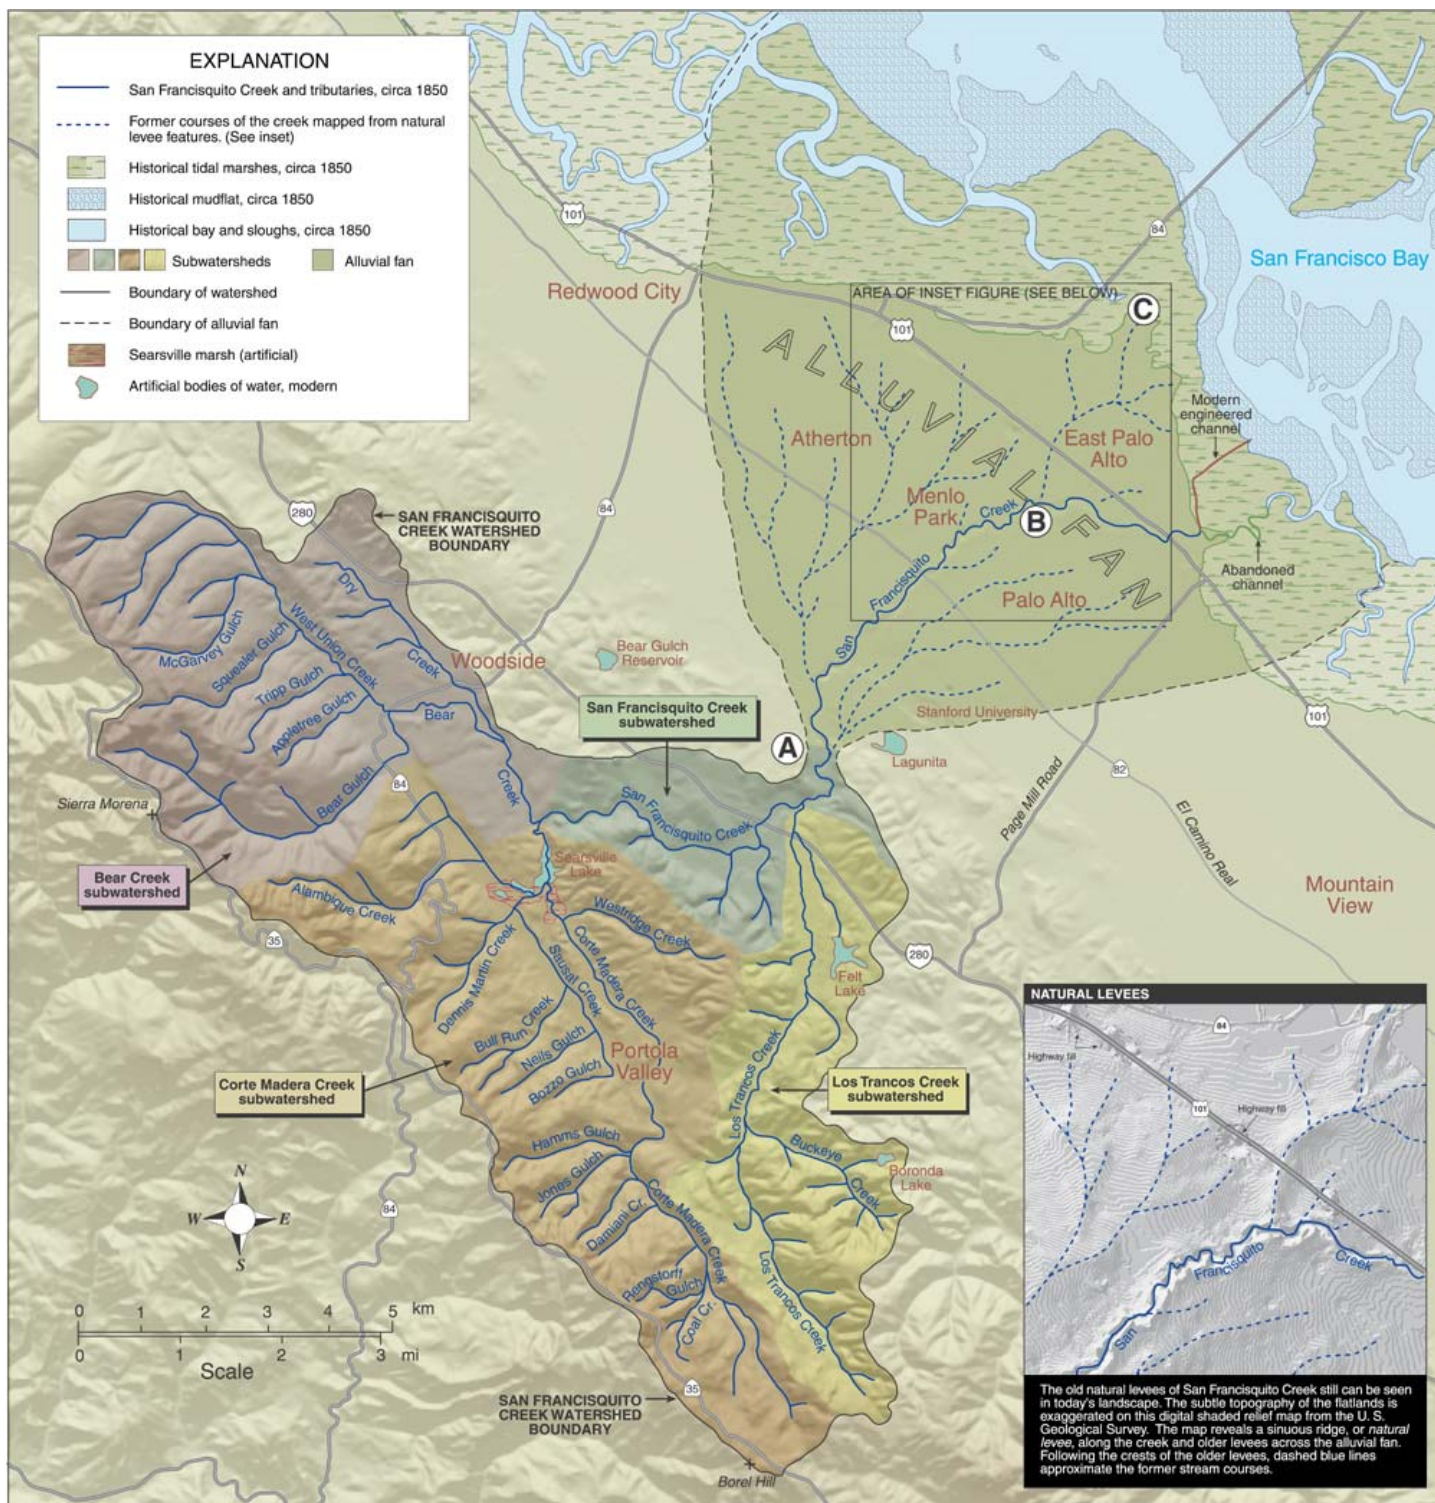 EXPLANATION
San Francisquito Creek and tributaries, circa 1850
Former courses of the creek mapped from natural
levee features. (See inset)
Historical tidal marshes, circa 1850
Historical mudflat, circa 1850
Historical bay and sloughs, circa 1850
Subwatersheds
Alluvial fan
Boundary of watershed
Boundary of alluvial fan
Searsville marsh (artificial)
Artificial bodies of water, modern
101
84
San Francisco Bay
Redwood City
AREA OF INSET FIGURE (SEE BELOW)
C
101
ALLUVIAL FAN
Modern
engineered
channel
Atherton
East Palo
Alto
Menlo
Park
B
San Francisquito Creek
Abandoned
channel
Palo Alto
280
SAN FRANCISQUITO
CREEK WATERSHED
BOUNDARY
84
Dry Creek
West Union Creek
McGarvey Gulch
Squealer Gulch
Tripp Gulch
Appletree Gulch
Woodside
Bear Gulch
Reservoir
San Francisquito Creek
subwatershed
Stanford University
101
A
Lagunita
Bear Creek
Bear Gulch
84
82
Page Mill Road
El Camino Real
Sierra Morena
San Francisquito Creek
Searsville
Lake
Bear Creek
subwatershed
Alambique Creek
Westridge Creek
Mountain
View
35
280
Dennis Martin Creek
Sausal Creek
Corte Madera Creek
Felt
Lake
Bull Run Creek
Neils Gulch
Bozzo Gulch
Portola
Valley
Los Trancos Creek
Corte Madera Creek
subwatershed
Los Trancos Creek
subwatershed
Hamms Gulch
Buckeye Creek
Boronda
Lake
Jones Gulch
Damiani Cr.
Corte Madera Creek
84
N
W
E
S
Rengstorff
Gulch
Coal Cr.
Los Trancos Creek
0 1 2 3 4 5 km
0 1 2 3 mi
Scale
35
SAN FRANCISQUITO
CREEK WATERSHED
BOUNDARY
Borel Hill
NATURAL LEVEES
84
Highway fill
101
Highway fill
San Francisquito Creek
The old natural levees of San Francisquito Creek still can be seen
in today's landscape. The subtle topography of the flatlands is
exaggerated on this digital shaded relief map from the U. S.
Geological Survey. The map reveals a sinuous ridge, or natural
levee, along the creek and older levees across the alluvial fan.
Following the crests of the older levees, dashed blue lines
approximate the former stream courses.